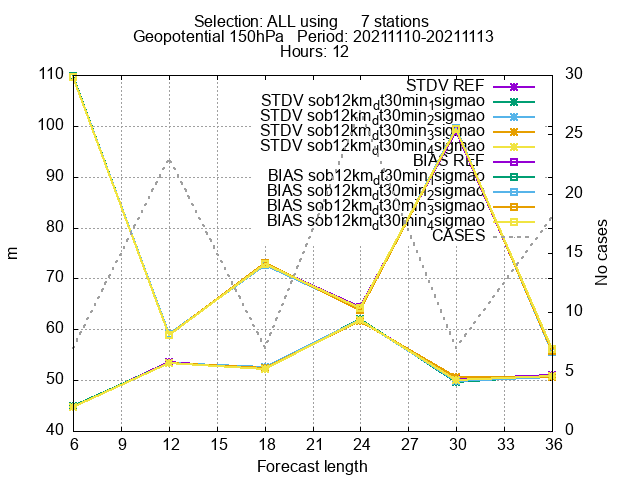 Selection: ALL using 7 stations
Geopotential 150hPa Period: 20211110-20211113
Hours: 12
110
100
90
80
70
60
50
40
m
30
25
20
15
10
5
0
No cases
STDV REF
STDV sob12km_dt30min_1sigmao
STDV sob12km_dt30min_2sigmao
STDV sob12km_dt30min_3sigmao
STDV sob12km_dt30min_4sigmao
BIAS REF
BIAS sob12km_dt30min_1sigmao
BIAS sob12km_dt30min_2sigmao
BIAS sob12km_dt30min_3sigmao
BIAS sob12km_dt30min_4sigmao
CASES
6 9 12 15 18 21 24 27 30 33 36
Forecast length